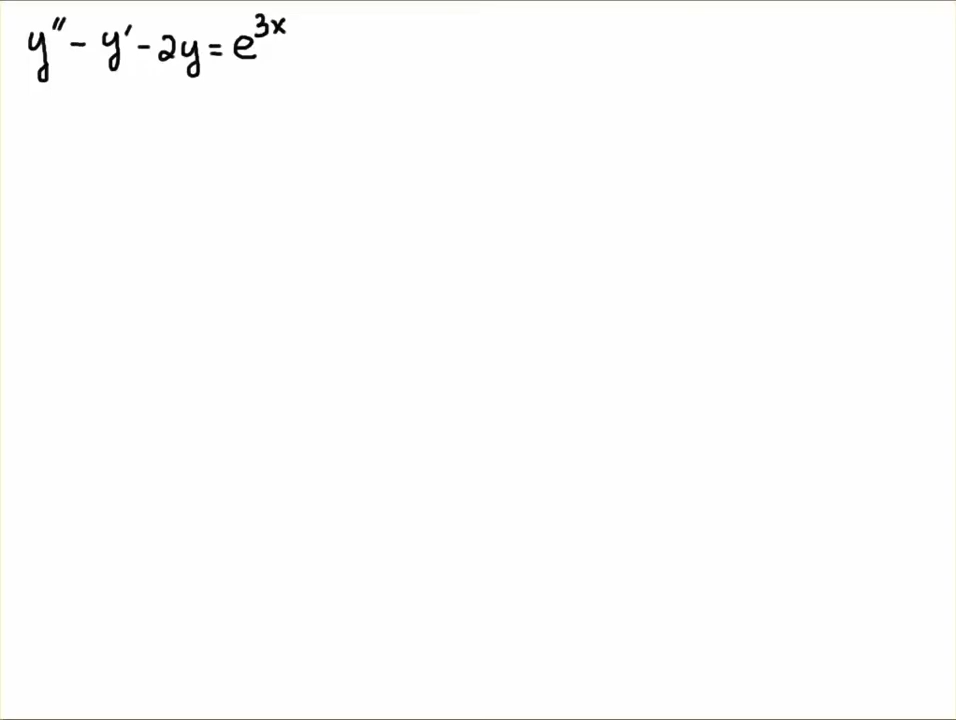 y'' - y' - 2y = e^{3x}